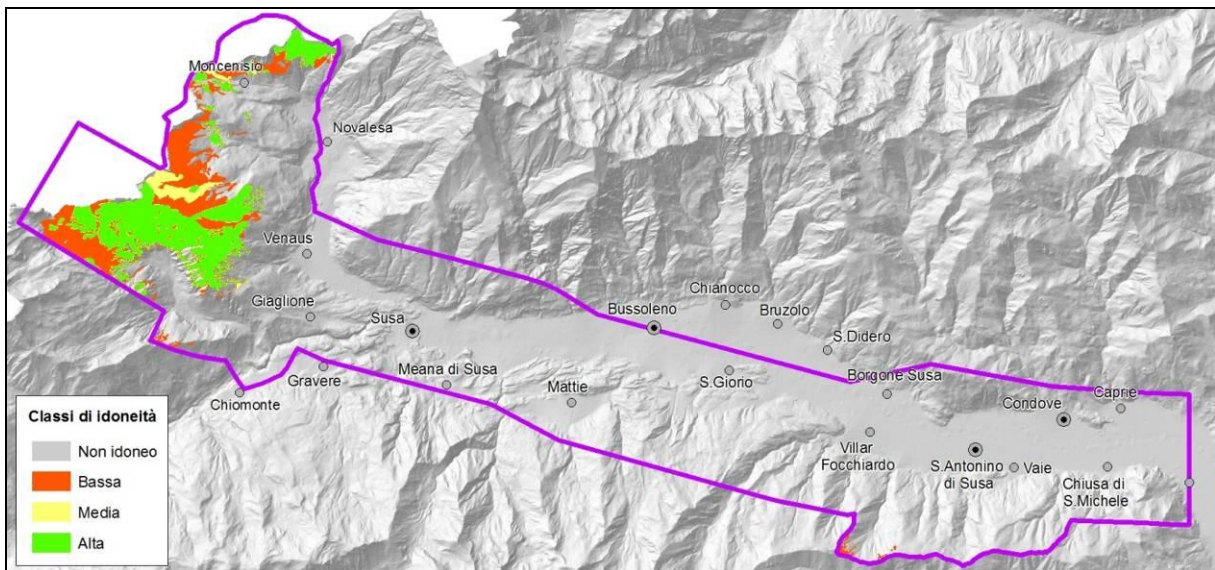 Moncenisio
Novalesa
Venaus
Giaglione
Susa
Bussoleno
Chianocco
Bruzolo
S.Didero
Chiomonte
Gravere
Meana di Susa
Mattie
S.Giorio
Borgone Susa
Condove
Caprie
Villar
Focchiardo
S.Antonino
di Susa
Vaie
Chiusa di
S.Michele
Classi di idoneità
Non idoneo
Bassa
Media
Alta